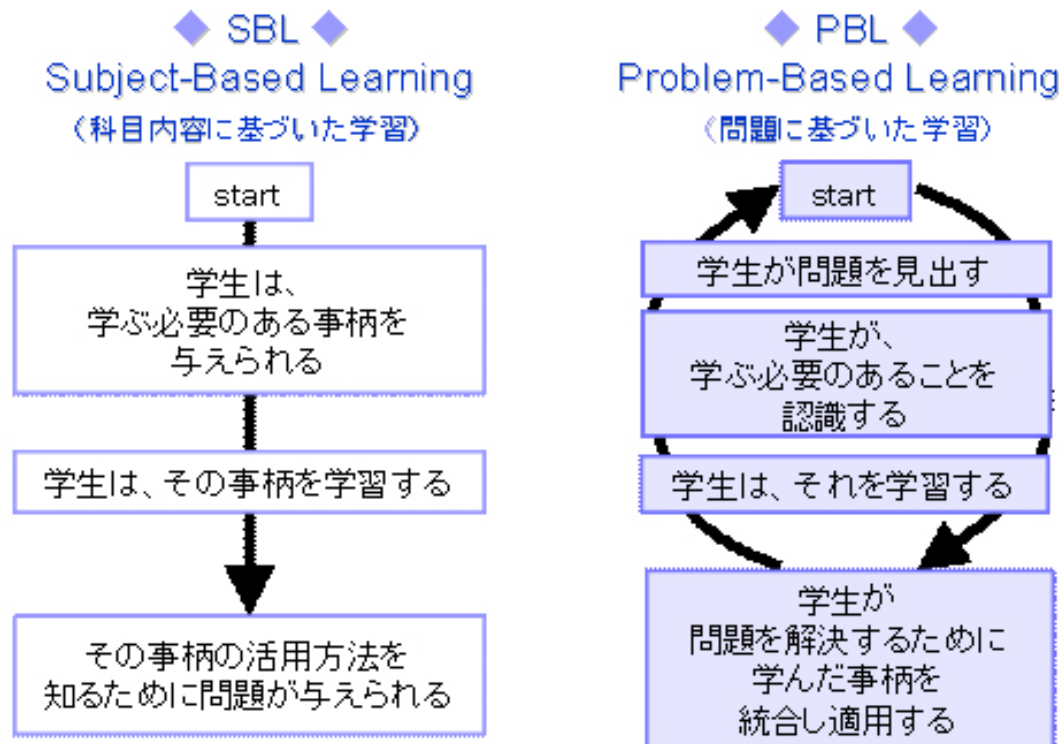 ◆ SBL ◆
Subject-Based Learning
(科目内容に基づいた学習)
start
学生は、
学ぶ必要のある事柄を
与えられる
学生は、その事柄を学習する
その事柄の活用方法を
知るために問題が与えられる
◆ PBL ◆
Problem-Based Learning
(問題に基づいた学習)
start
学生が問題を見出す
学生が、
学ぶ必要のあることを
認識する
学生は、それを学習する
学生が
問題を解決するために
学んだ事柄を
統合し適用する